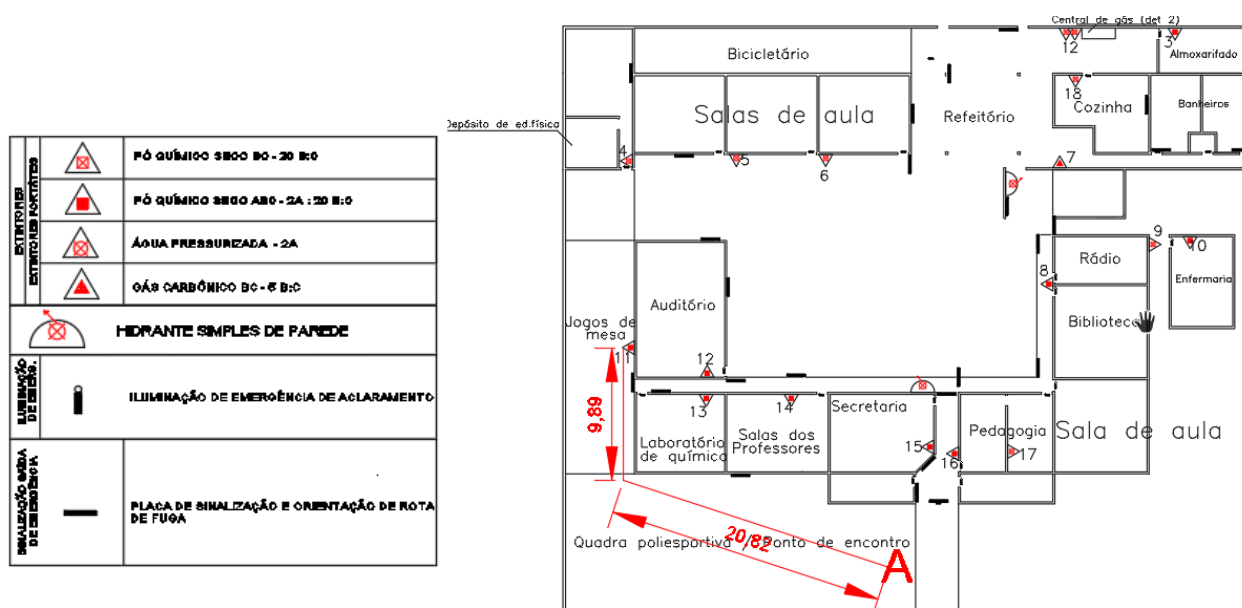 EXTINTORES
EXTINTORES PORTÁTEIS
PÓ QUÍMICO SECO BC - 20 B:C
PÓ QUÍMICO SECO ABC - 2A : 20 B:C
ÁGUA PRESSURIZADA - 2A
GÁS CARBÔNICO BC - 5 B:C
HIDRANTE SIMPLES DE PAREDE
ILUMINAÇÃO
DE EMERG.
ILUMINAÇÃO DE EMERGÊNCIA DE ACLARAMENTO
SINALIZAÇÃO SAÍDA
DE EMERGÊNCIA
PLACA DE SINALIZAÇÃO E ORIENTAÇÃO DE ROTA
DE FUGA
Central de gás (det 2)
12
3
Bicicletário
Almoxarifado
18
Salas de aula
Refeitório
Cozinha
Banheiros
Depósito de ed.física
4
5
6
7
9
10
Rádio
8
Enfermaria
Auditório
Biblioteca
Jogos de
mesa
11
12
13
14
Secretaria
9,89
Laboratório
de química
Salas dos
Professores
15
16
Pedagogia
17
Sala de aula
20,82
Quadra poliesportiva / Ponto de encontro
A